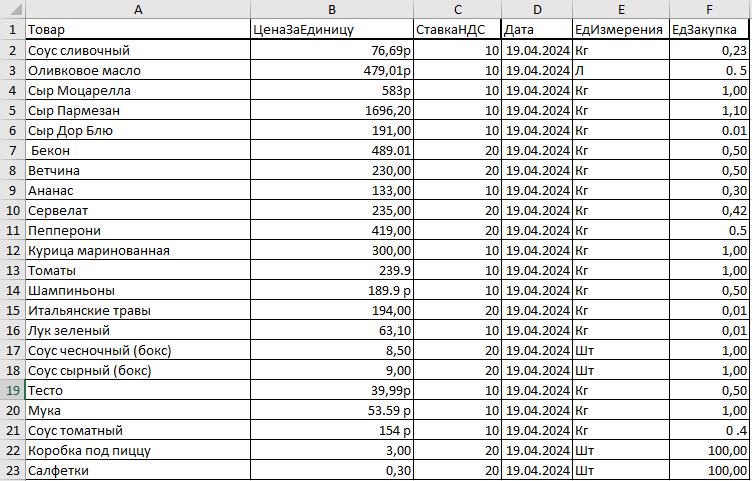 A B C D E F
1 Товар ЦенаЗаЕдиницу СтавкаНДС Дата ЕдИзмерения ЕдЗакупка
2 Соус сливочный 76,69р 10 19.04.2024 Кг 0,23
3 Оливковое масло 479,01р 10 19.04.2024 Л 0. 5
4 Сыр Моцарелла 583р 10 19.04.2024 Кг 1,00
5 Сыр Пармезан 1696,20 10 19.04.2024 Кг 1,10
6 Сыр Дор Блю 191,00 10 19.04.2024 Кг 0.01
7 Бекон 489.01 20 19.04.2024 Кг 0,50
8 Ветчина 230,00 20 19.04.2024 Кг 0,50
9 Ананас 133,00 10 19.04.2024 Кг 0,30
10 Сервелат 235,00 20 19.04.2024 Кг 0,42
11 Пепперони 419,00 20 19.04.2024 Кг 0.5
12 Курица маринованная 300,00 10 19.04.2024 Кг 1,00
13 Томаты 239.9 10 19.04.2024 Кг 1,00
14 Шампиньоны 189.9 р 10 19.04.2024 Кг 0,50
15 Итальянские травы 194,00 20 19.04.2024 Кг 0,01
16 Лук зеленый 63,10 10 19.04.2024 Кг 0,01
17 Соус чесночный (бокс) 8,50 20 19.04.2024 Шт 1,00
18 Соус сырный (бокс) 9,00 20 19.04.2024 Шт 1,00
19 Тесто 39,99р 10 19.04.2024 Кг 0,50
20 Мука 53.59 р 10 19.04.2024 Кг 1,00
21 Соус томатный 154 р 10 19.04.2024 Кг 0 .4
22 Коробка под пиццу 3,00 20 19.04.2024 Шт 100,00
23 Салфетки 0,30 20 19.04.2024 Шт 100,00